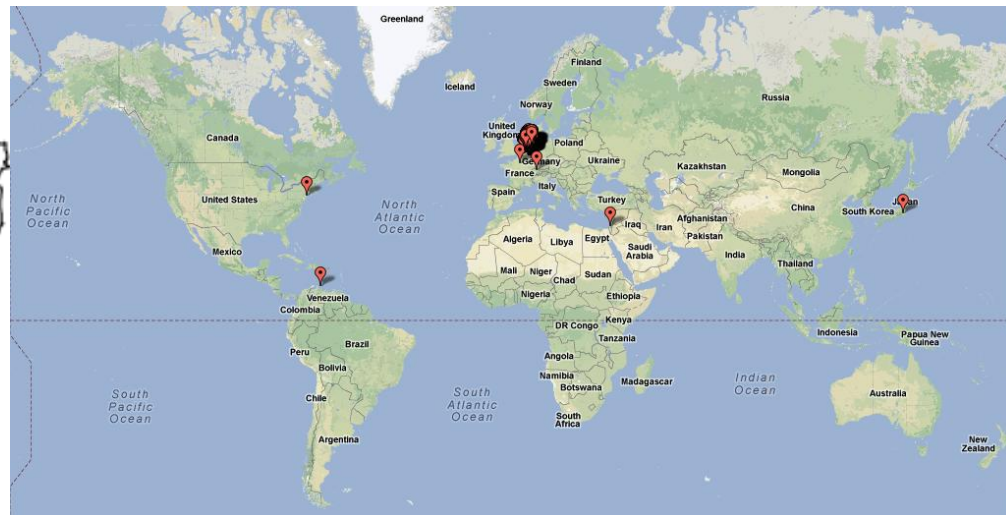 Greenland
Iceland
Finland
Sweden
Norway
Russia
Canada
United
Kingdom
Poland
Germany
Ukraine
Kazakhstan
Mongolia
France
North
Pacific
Ocean
United States
North
Atlantic
Ocean
Spain
Italy
Turkey
Afghanistan
China
South Korea
Iraq
Iran
Pakistan
Algeria
Libya
Egypt
Saudi
Arabia
India
Mexico
Mali
Niger
Chad
Sudan
Thailand
Nigeria
Ethiopia
Venezuela
Colombia
DR Congo
Kenya
Tanzania
Indonesia
Papua New
Guinea
Peru
Brazil
Bolivia
Angola
Namibia
Botswana
Madagascar
Indian
Ocean
Australia
South
Pacific
Ocean
Chile
South
Atlantic
Ocean
South
Africa
Argentina
New
Zealand